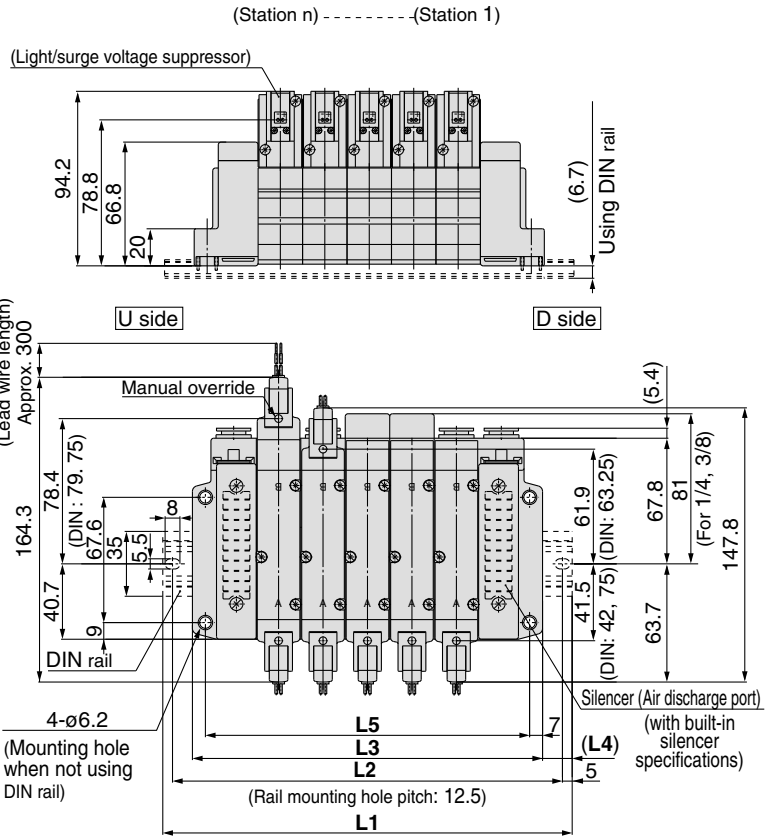 (Station n) --------- (Station 1)
(Light/surge voltage suppressor)
94.2
78.8
66.8
20
(6.7)
Using DIN rail
U side
D side
(Lead wire length)
Approx. 300
Manual override
(5.4)
164.3
78.4
(DIN : 79. 75)
67.6
35
5.5
8
40.7
9
61.9
(DIN: 63.25)
67.8
81
(For 1/4, 3/8)
147.8
41.5
(DIN: 42, 75)
63.7
B B B B B
A A A A A
DIN rail
4-ø6.2
(Mounting hole
when not using
DIN rail)
Silencer (Air discharge port)
(with built-in
silencer
specifications)
L5
7
L3
(L4)
L2
5
(Rail mounting hole pitch: 12.5)
L1